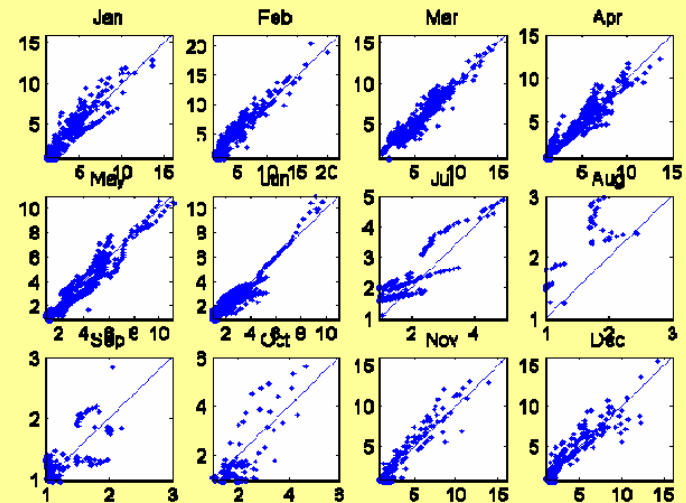 Jan Feb Mar Apr
15 20 15 15
10 15 10 10
10
5 5 5 5
5 10 15 5 10 15 20 5 10 15 5 10 15
May Jun Jul Aug
10 10 5 3
8 8 4
6 6 3 2
4 4 2
2 2 1 1
2 4 6 8 10 2 4 6 8 10 2 4 1 2 3
Sep Oct Nov Dec
3 15 15
2 4 10 10
2 5 5
1
1 2 3 2 4 5 10 15 5 10 15